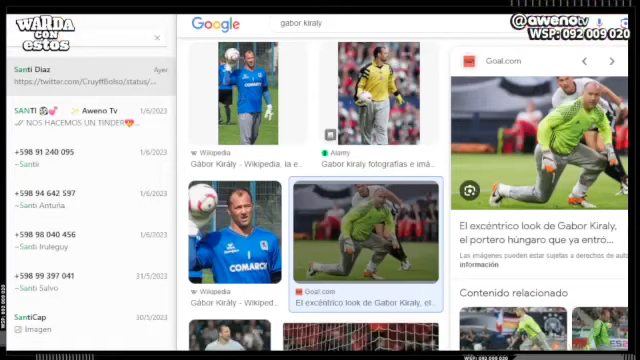 WARDA
CON
estos
Google
gabor kiraly
@awenotv
WSP: 092 009 020
Santi Diaz
Ayer
https://twitter.com/CruyffBolso/status/...
SANTI
Aweno Tv
1/6/2023
NOS HACEMOS UN TINDER
+598 91 240 095
1/6/2023
~Santii
+598 94 642 597
1/6/2023
~Santi Antuña
+598 98 040 456
1/6/2023
~Santi Iruleguy
+598 99 397 041
31/5/2023
~Santi Salvo
SantiCap
30/5/2023
Imagen
Wikipedia
Gábor Király - Wikipedia, la e...
Alamy
Gabor kiraly fotografías e imá...
Wikipedia
Gábor Király - Wikiped...
Goal.com
El excéntrico look de Gabor Kiraly, el...
Goal.com
El excéntrico look de Gabor Kiraly,
el portero húngaro que ya entró...
Las imágenes pueden estar sujetas a derechos de auto
información
Contenido relacionado
WSP: 092 009 020
WSP: 092 009 020